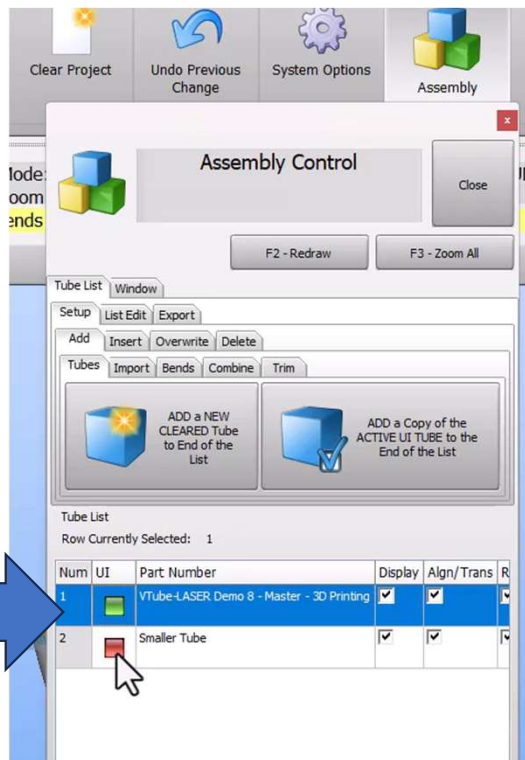 Clear Project
Undo Previous
Change
System Options
Assembly
x
Mode:
oom
ends
Assembly Control
Close
F2 - Redraw
F3 - Zoom All
Tube List
Window
Setup
List Edit
Export
Add
Insert
Overwrite
Delete
Tubes
Import
Bends
Combine
Trim
ADD a NEW
CLEARED Tube
to End of the
List
ADD a Copy of the
ACTIVE UI TUBE to the
End of the List
Tube List
Row Currently Selected: 1
Num UI Part Number Display Algn/Trans R
1 VTube-LASER Demo 8 - Master - 3D Printing
2 Smaller Tube